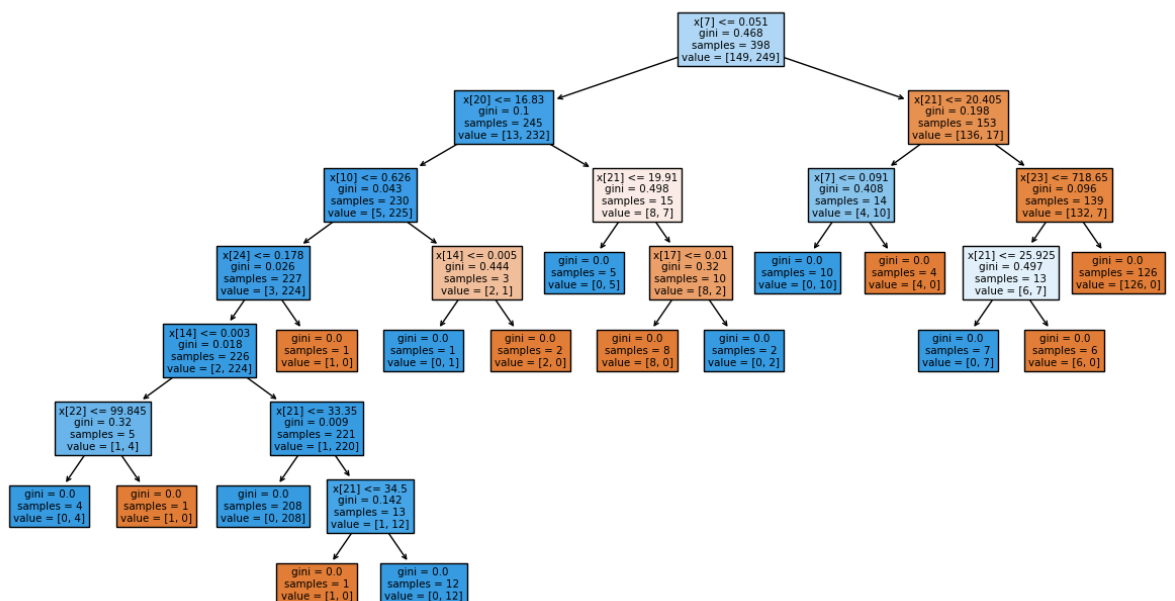 x[7] <= 0.051
gini = 0.468
samples = 398
value = [149, 249]
x[20] <= 16.83
gini = 0.1
samples = 245
value = [13, 232]
x[21] <= 20.405
gini = 0.198
samples = 153
value = [136, 17]
x[10] <= 0.626
gini = 0.043
samples = 230
value = [5, 225]
x[21] <= 19.91
gini = 0.498
samples = 15
value = [8, 7]
x[7] <= 0.091
gini = 0.408
samples = 14
value = [4, 10]
x[23] <= 718.65
gini = 0.096
samples = 139
value = [132, 7]
x[24] <= 0.178
gini = 0.026
samples = 227
value = [3, 224]
x[14] <= 0.005
gini = 0.444
samples = 3
value = [2, 1]
gini = 0.0
samples = 5
value = [0, 5]
x[17] <= 0.01
gini = 0.32
samples = 10
value = [8, 2]
gini = 0.0
samples = 10
value = [0, 10]
gini = 0.0
samples = 4
value = [4, 0]
x[21] <= 25.925
gini = 0.497
samples = 13
value = [6, 7]
gini = 0.0
samples = 126
value = [126, 0]
x[14] <= 0.003
gini = 0.018
samples = 226
value = [2, 224]
gini = 0.0
samples = 1
value = [1, 0]
gini = 0.0
samples = 1
value = [0, 1]
gini = 0.0
samples = 2
value = [2, 0]
gini = 0.0
samples = 8
value = [8, 0]
gini = 0.0
samples = 2
value = [0, 2]
gini = 0.0
samples = 7
value = [0, 7]
gini = 0.0
samples = 6
value = [6, 0]
x[22] <= 99.845
gini = 0.32
samples = 5
value = [1, 4]
x[21] <= 33.35
gini = 0.009
samples = 221
value = [1, 220]
gini = 0.0
samples = 4
value = [0, 4]
gini = 0.0
samples = 1
value = [1, 0]
gini = 0.0
samples = 208
value = [0, 208]
x[21] <= 34.5
gini = 0.142
samples = 13
value = [1, 12]
gini = 0.0
samples = 1
value = [1, 0]
gini = 0.0
samples = 12
value = [0, 12]